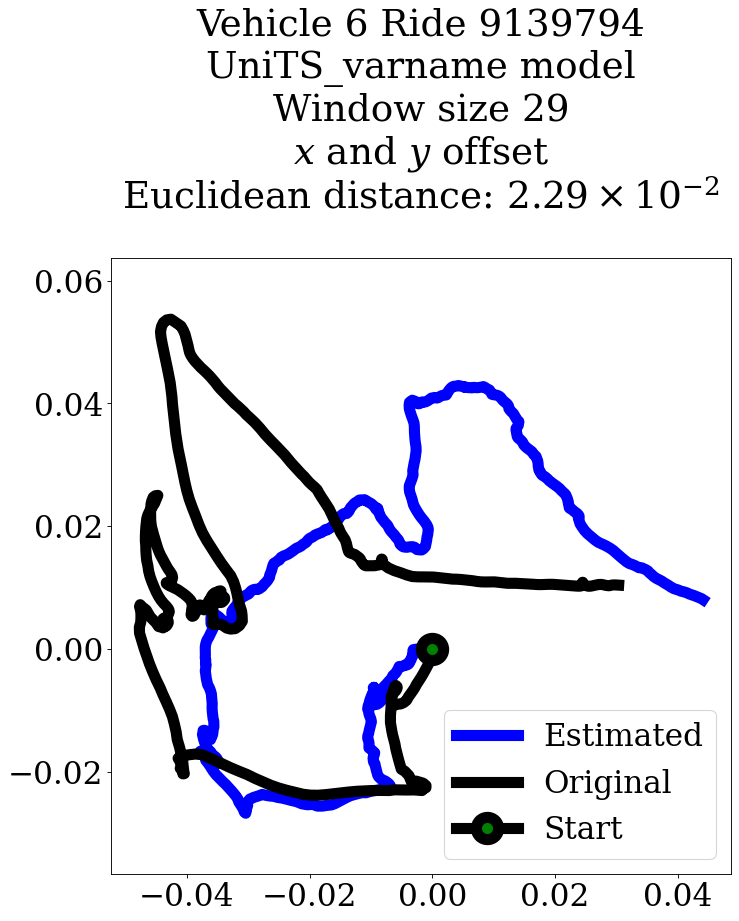 Vehicle 6 Ride 9139794
UniTS_varname model
Window size 29
x and y offset
Euclidean distance: 2.29 × 10⁻²
0.06
0.04
0.02
0.00
−0.02
−0.04
−0.02
0.00
0.02
0.04
Estimated
Original
Start